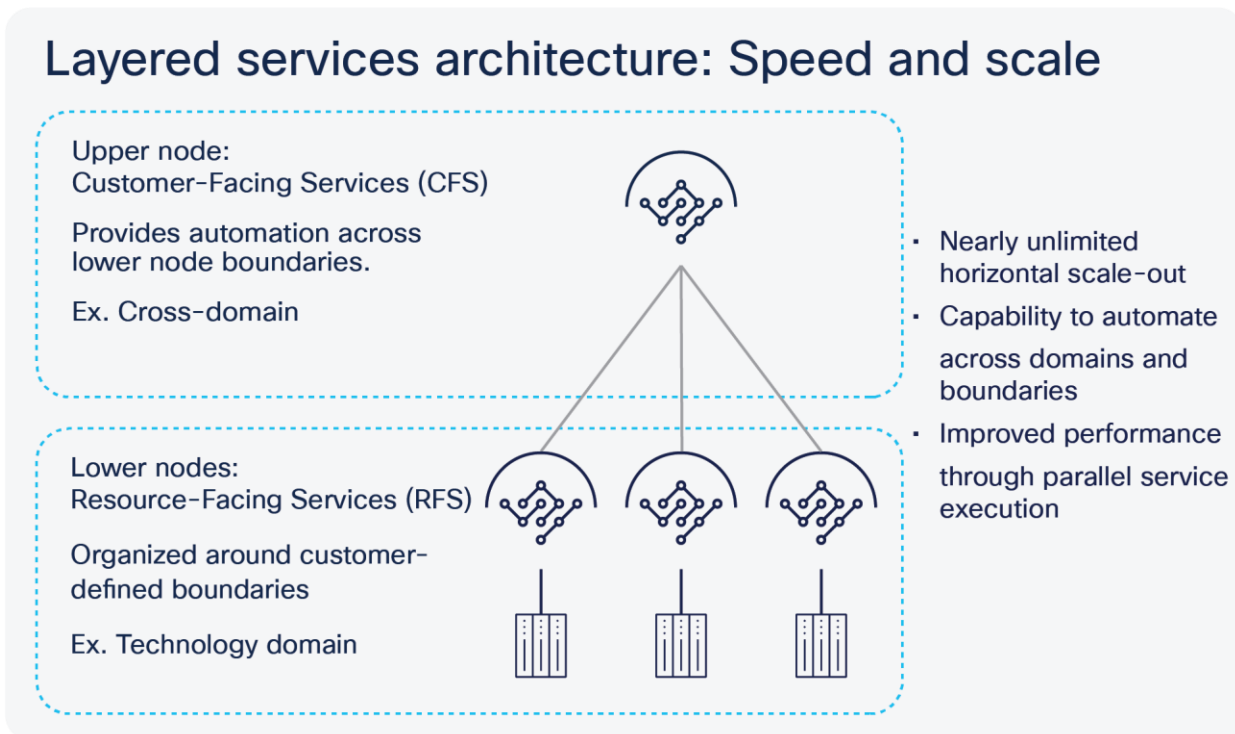 Layered services architecture: Speed and scale
Upper node:
Customer-Facing Services (CFS)
Provides automation across
lower node boundaries.
Ex. Cross-domain
Lower nodes:
Resource-Facing Services (RFS)
Organized around customer-
defined boundaries
Ex. Technology domain
▪ Nearly unlimited
horizontal scale-out
▪ Capability to automate
across domains and
boundaries
▪ Improved performance
through parallel service
execution